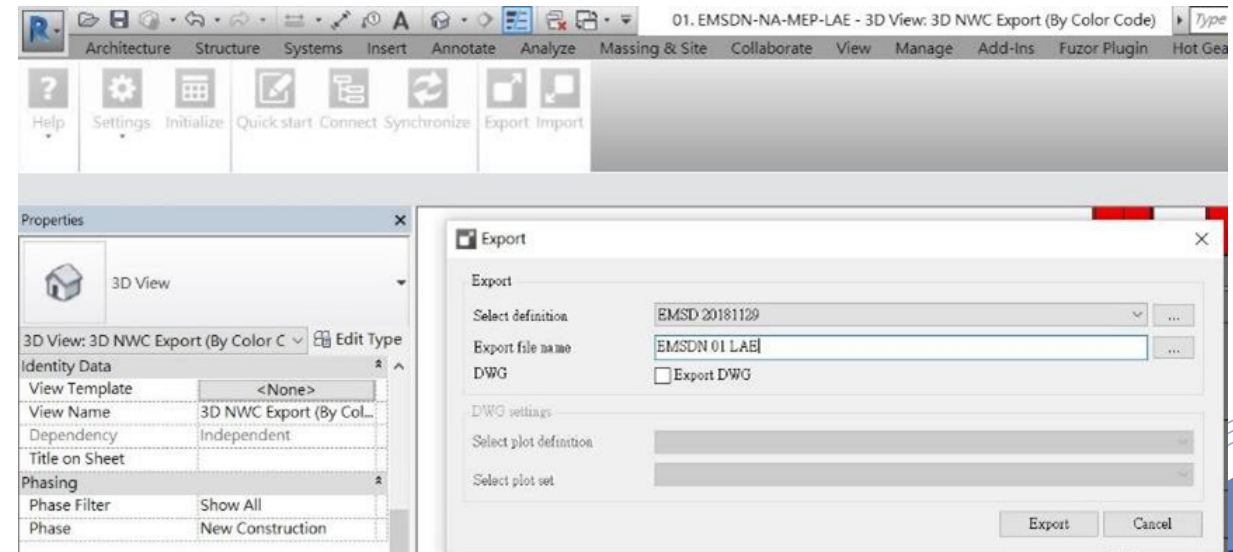 01. EMSDN-NA-MEP-LAE - 3D View: 3D NWC Export (By Color Code)
Type
Architecture Structure Systems Insert Annotate Analyze Massing & Site Collaborate View Manage Add-Ins Fuzor Plugin Hot Gea
Help Settings Initialize Quick start Connect Synchronize Export Import
Properties
3D View
3D View: 3D NWC Export (By Color C
Edit Type
Identity Data
View Template <None>
View Name 3D NWC Export (By Col...
Dependency Independent
Title on Sheet
Phasing
Phase Filter Show All
Phase New Construction
Export
Export
Select definition EMSD 20181129 ...
Export file name EMSDN 01 LAE ...
DWG Export DWG
DWG settings
Select plot definition
Select plot set
Export Cancel